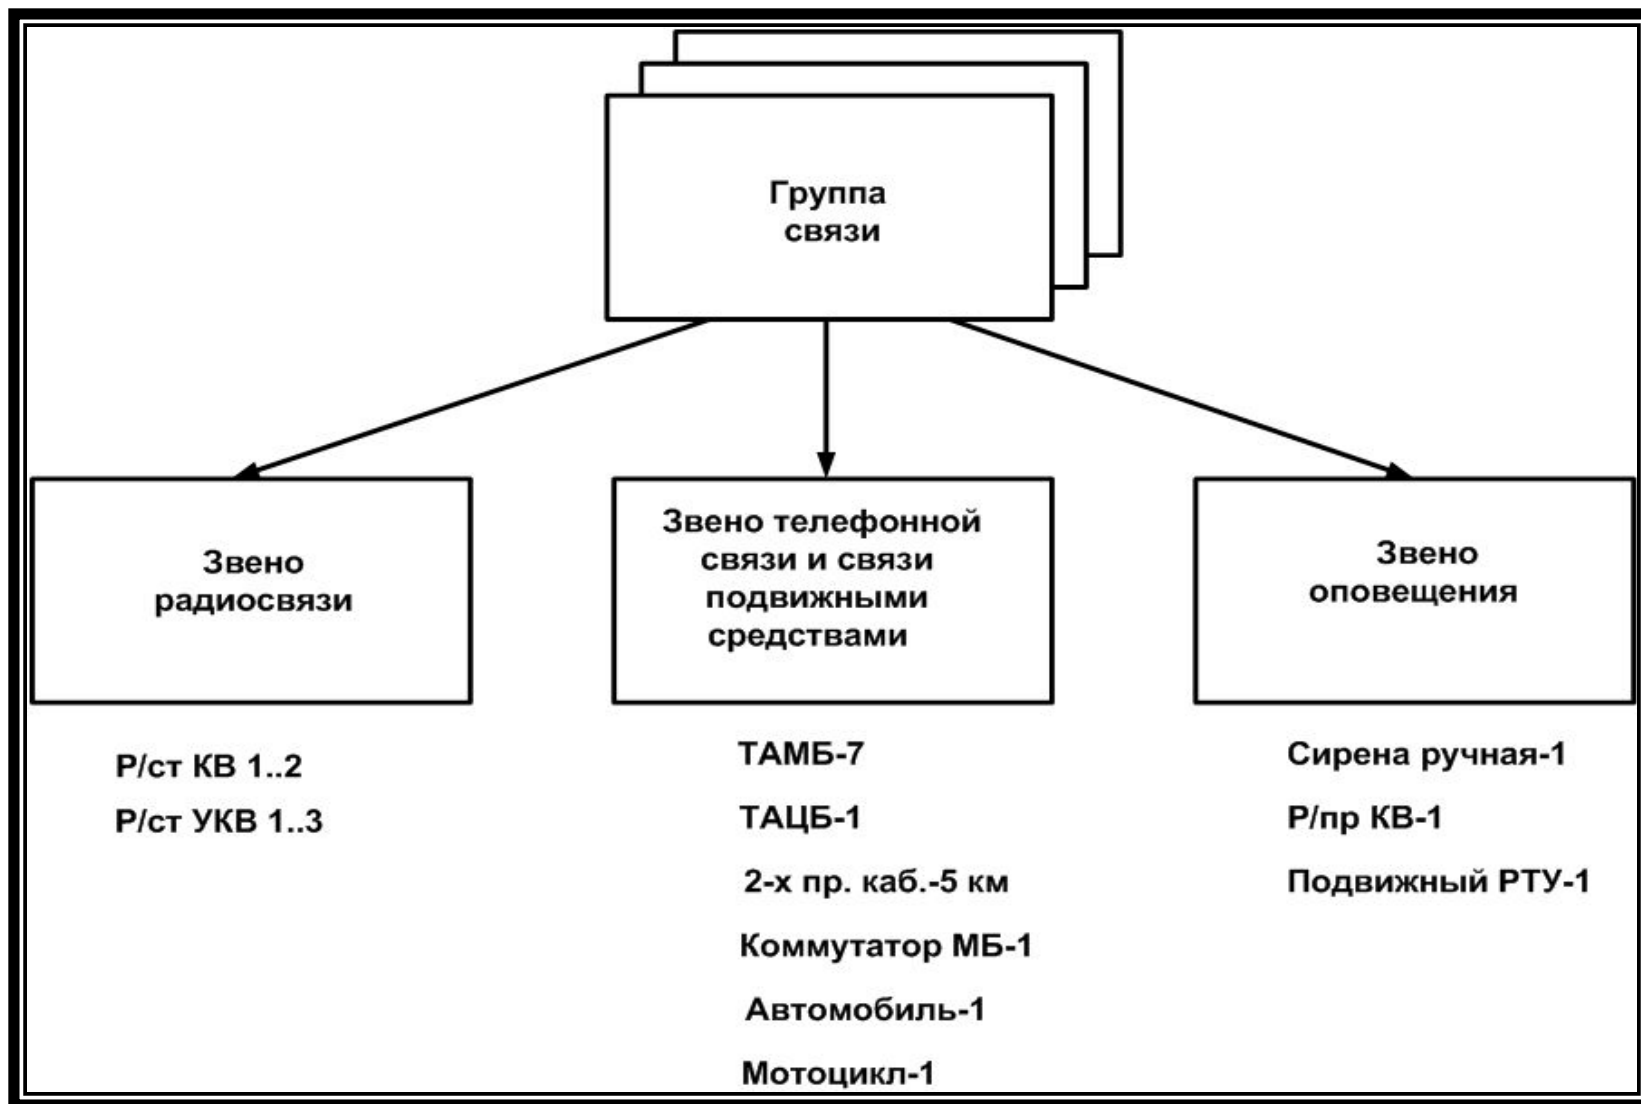 Группа
связи
Звено
радиосвязи
Р/ст КВ 1..2
Р/ст УКВ 1..3
Звено телефонной
связи и связи
подвижными
средствами
ТАМБ-7
ТАЦБ-1
2-х пр. каб.-5 км
Коммутатор МБ-1
Автомобиль-1
Мотоцикл-1
Звено
оповещения
Сирена ручная-1
Р/пр КВ-1
Подвижный РТУ-1